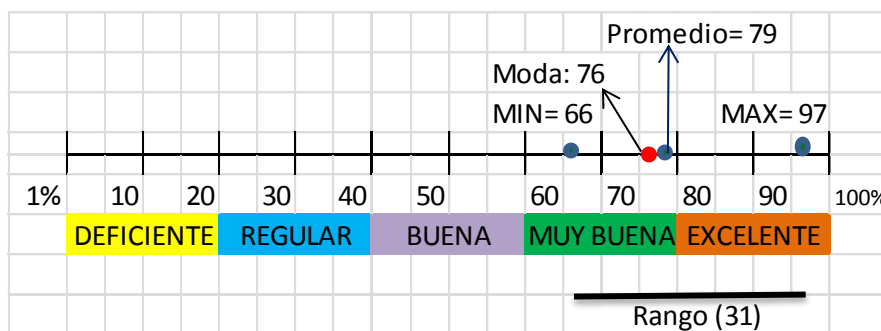 Promedio= 79
Moda: 76
MIN= 66 MAX= 97
1% 10 20 30 40 50 60 70 80 90 100%
DEFICIENTE REGULAR BUENA MUY BUENA EXCELENTE
Rango (31)